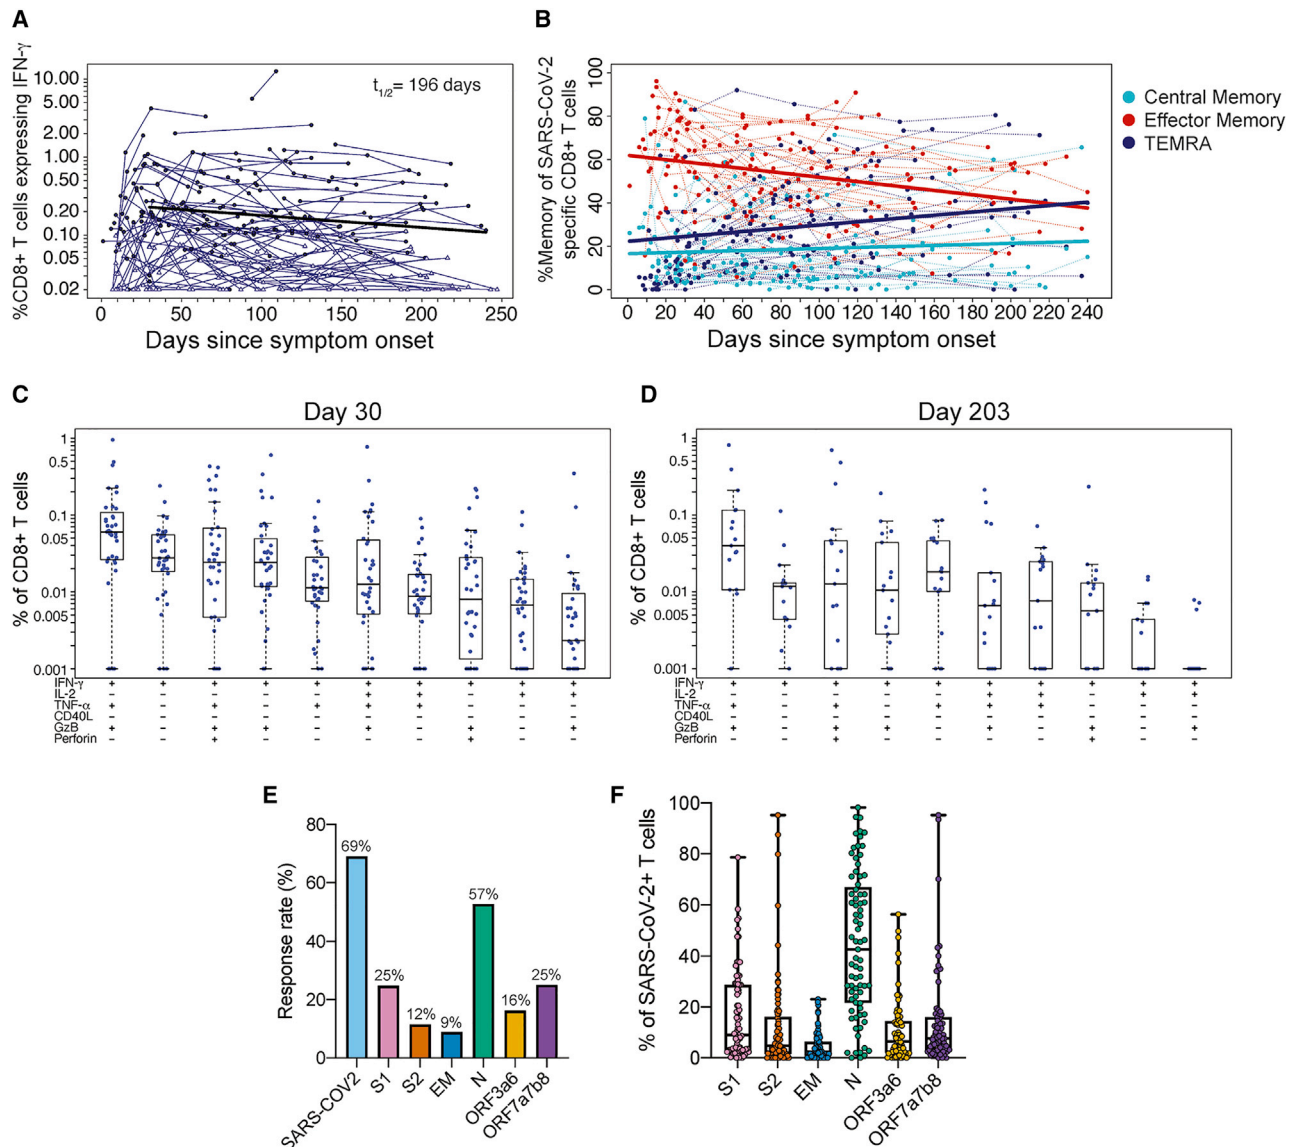 A
%CD8+ T cells expressing IFN-γ
10.00
5.00
2.00
1.00
0.50
0.20
0.10
0.05
0.02
t1/2= 196 days
0 50 100 150 200 250
Days since symptom onset
B
%Memory of SARS-CoV-2
specific CD8+ T cells
100
80
60
40
20
0
0 20 40 60 80 100 120 140 160 180 200 220 240
Days since symptom onset
Central Memory
Effector Memory
TEMRA
C
Day 30
% of CD8+ T cells
1
0.5
0.1
0.05
0.01
0.005
0.001
IFN-γ + + + + + + + + + +
IL-2 − − − − − + + − + +
TNF-α + − + − + + + − − −
CD40L − − − − − − − − − −
GzB + − + + − + − + − +
Perforin − − + − − − − + − −
D
Day 203
% of CD8+ T cells
1
0.5
0.1
0.05
0.01
0.005
0.001
IFN-γ + + + + + + + + + +
IL-2 − − − − − + + − + +
TNF-α + − + − + + + − − −
CD40L − − − − − − − − − −
GzB + − + + − + − + − +
Perforin − − + − − − − + − −
E
Response rate (%)
80
60
40
20
0
69%
25%
12%
9%
57%
16%
25%
SARS-COV2
S1
S2
EM
N
ORF3a6
ORF7a7b8
F
% of SARS-CoV-2+ T cells
100
80
60
40
20
0
S1
S2
EM
N
ORF3a6
ORF7a7b8